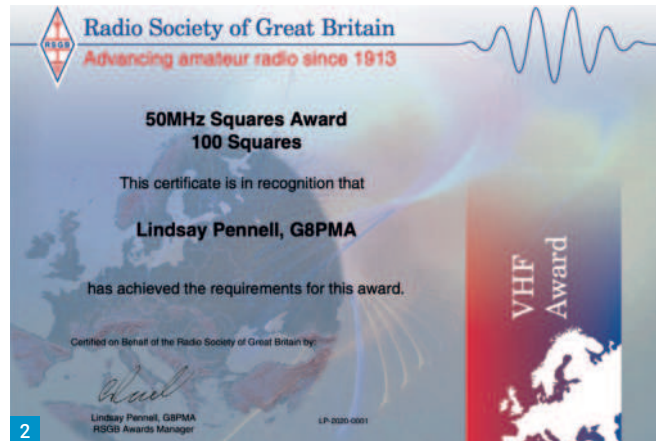 RSGB
Radio Society of Great Britain
Advancing amateur radio since 1913
50MHz Squares Award
100 Squares
This certificate is in recognition that
Lindsay Pennell, G8PMA
has achieved the requirements for this award.
VHF
Award
Certified on Behalf of the Radio Society of Great Britain by:
Lindsay Pennell, G8PMA
RSGB Awards Manager
LP-2020-0001
2